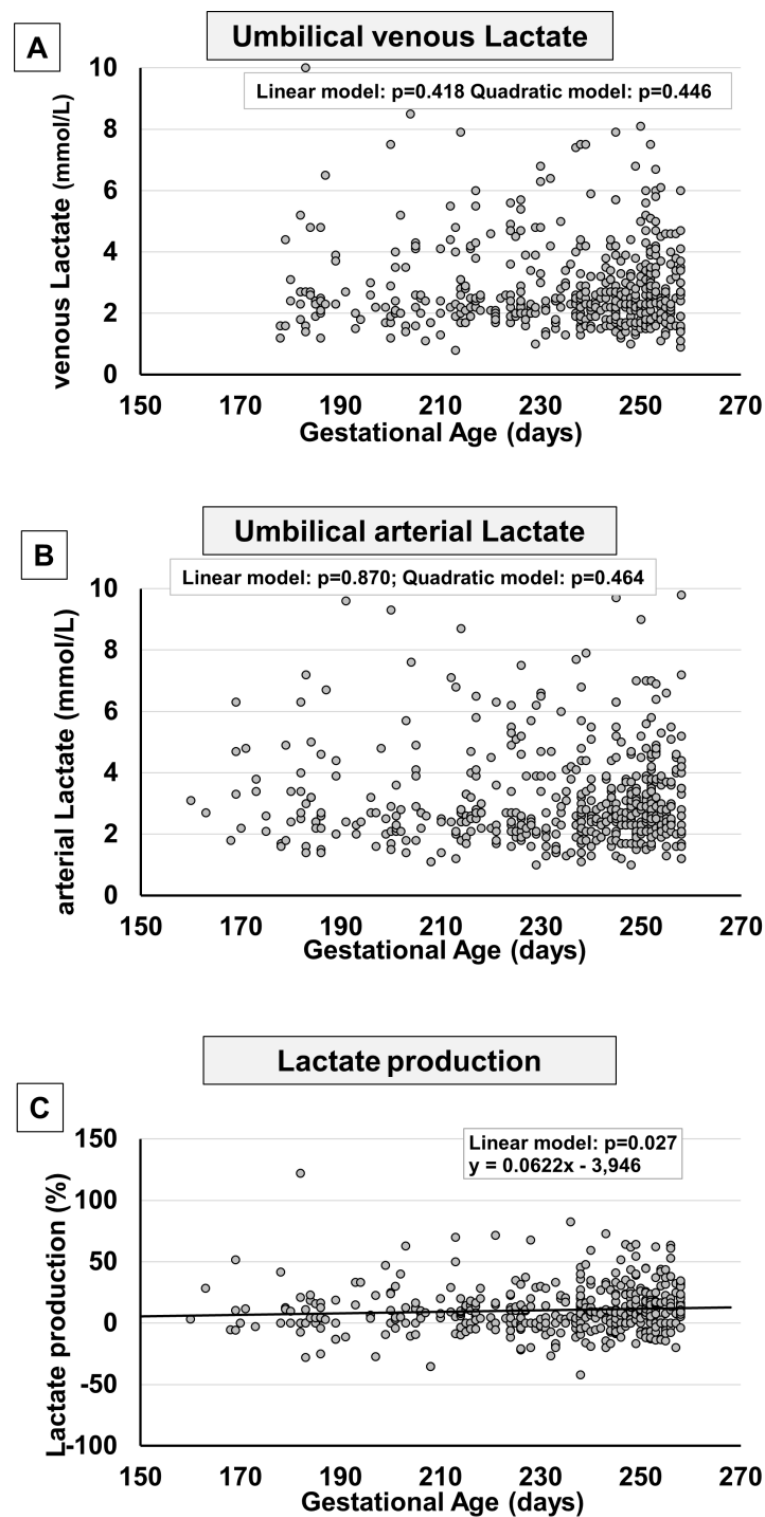 A
Umbilical venous Lactate
Linear model: p=0.418 Quadratic model: p=0.446
venous Lactate (mmol/L)
10
8
6
4
2
0
150 170 190 210 230 250 270
Gestational Age (days)
B
Umbilical arterial Lactate
Linear model: p=0.870; Quadratic model: p=0.464
arterial Lactate (mmol/L)
10
8
6
4
2
0
150 170 190 210 230 250 270
Gestational Age (days)
Lactate production
C
Linear model: p=0.027
y = 0.0622x - 3,946
Lactate production (%)
150
100
50
0
-50
-100
150 170 190 210 230 250 270
Gestational Age (days)